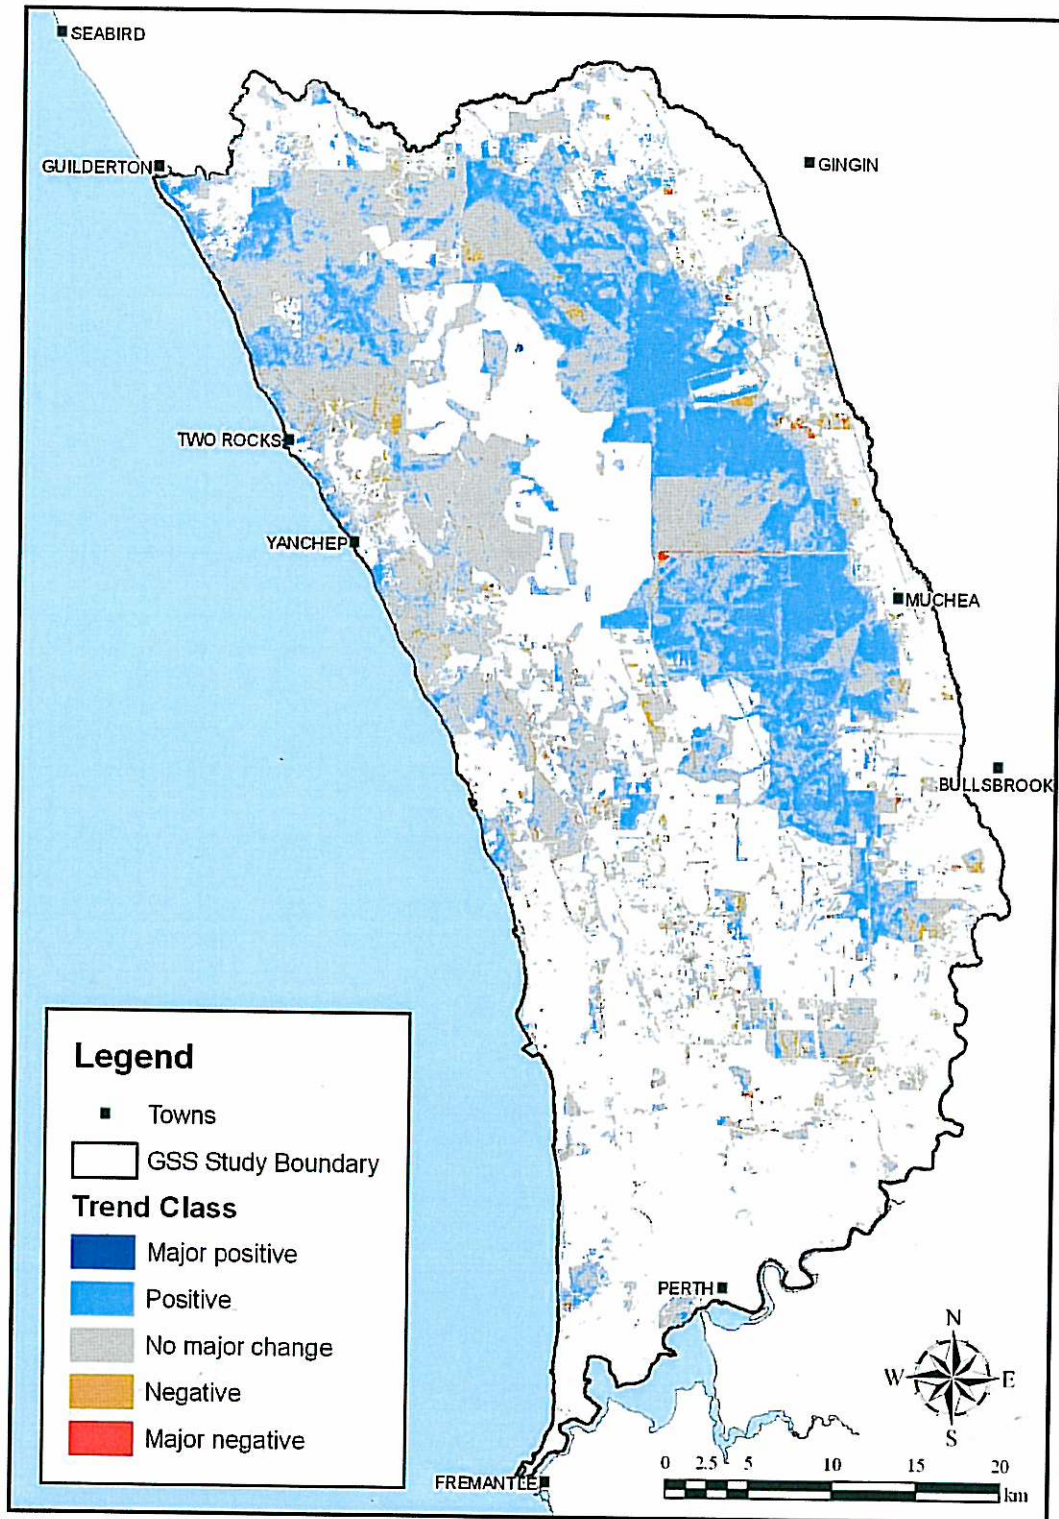 SEABIRD
GUILDERTON
GINGIN
TWO ROCKS
YANCHEP
MUCHEA
BULLSBROOK
Legend
Towns
GSS Study Boundary
Trend Class
Major positive
Positive
No major change
Negative
Major negative
PERTH
FREMANTLE
N
W
E
S
0 2.5 5 10 15 20
km